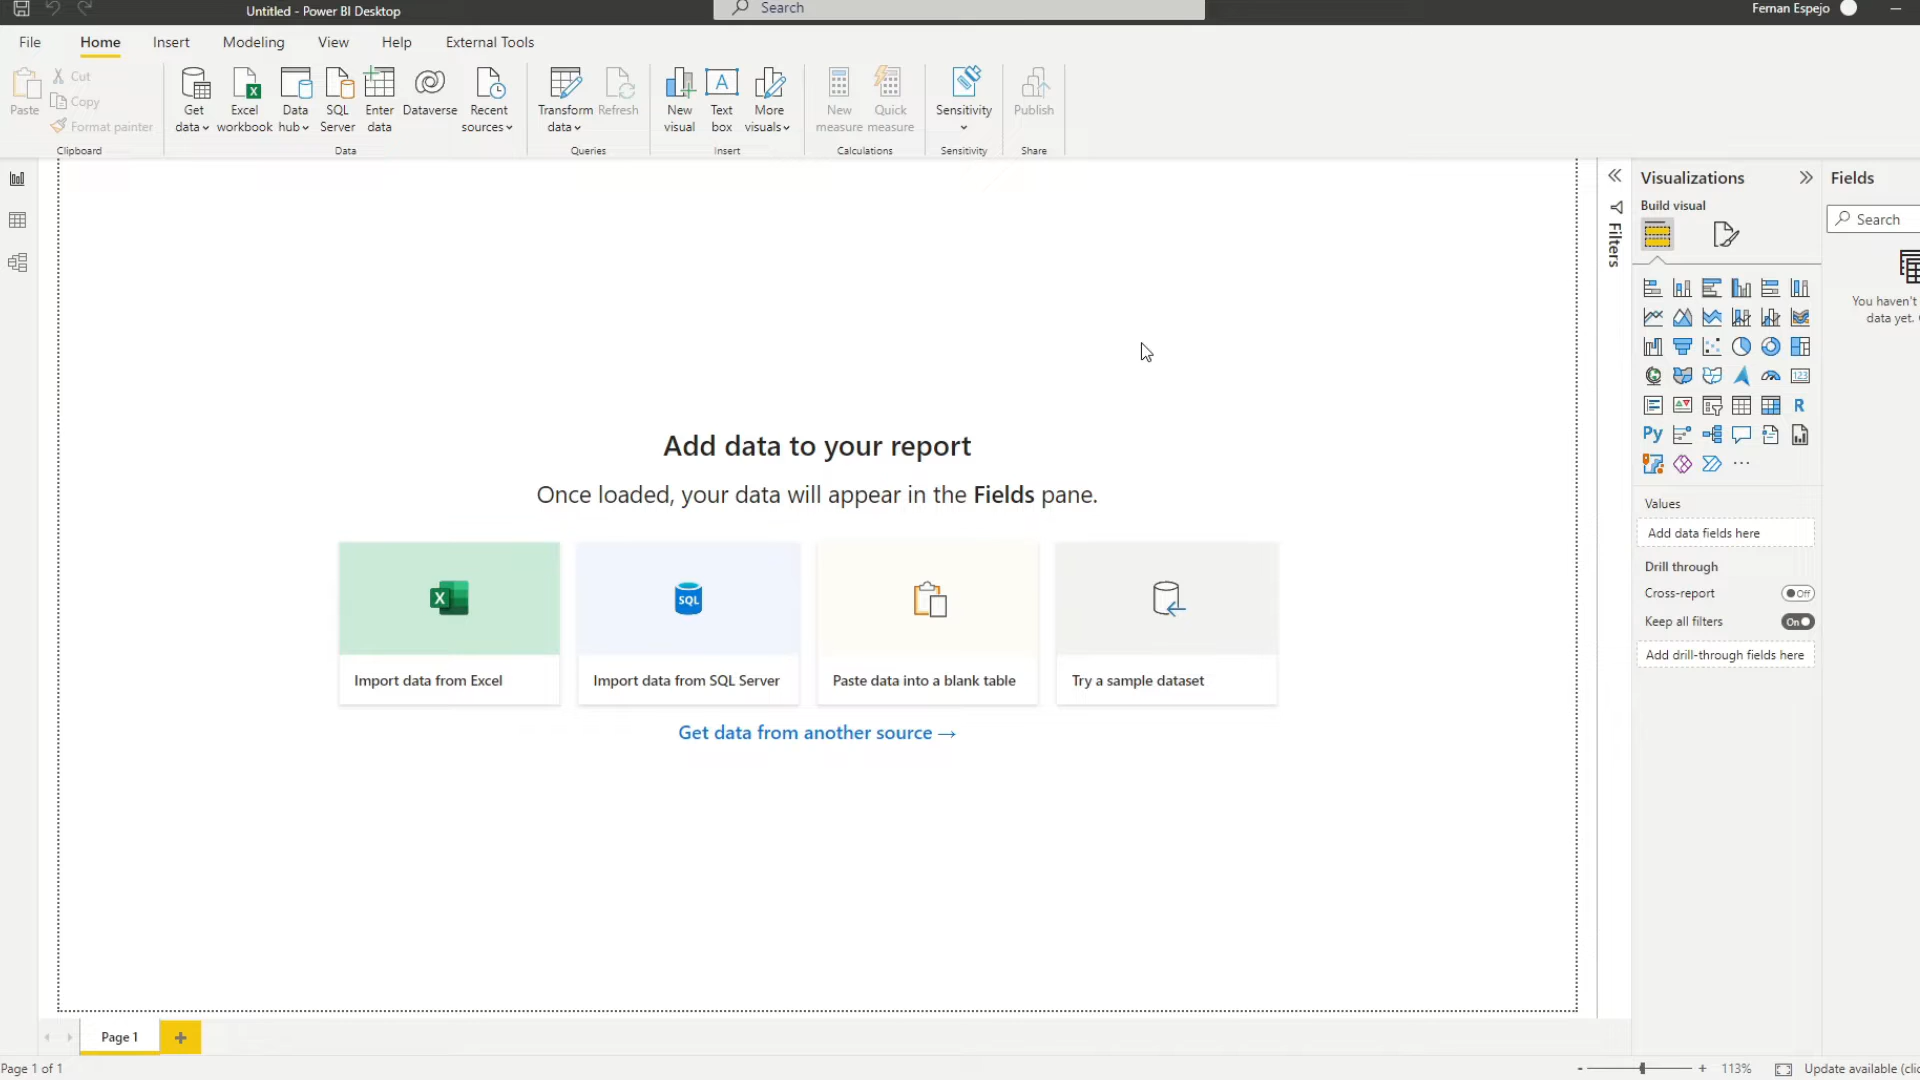 Untitled - Power BI Desktop
Search
Fernan Espejo
File
Home
Insert
Modeling
View
Help
External Tools
Paste
Cut
Copy
Format painter
Clipboard
Get data
Excel workbook
Data hub
SQL Server
Enter data
Dataverse
Recent sources
Data
Transform data
Refresh
Queries
New visual
A
Text box
More visuals
Insert
New measure
Quick measure
Calculations
Sensitivity
Sensitivity
Publish
Share
Filters
Visualizations
Build visual
123
R
Py
Values
Add data fields here
Drill through
Cross-report
Off
Keep all filters
On
Add drill-through fields here
Fields
Search
You haven't
data yet.
Add data to your report
Once loaded, your data will appear in the Fields pane.
X
SQL
Import data from Excel
Import data from SQL Server
Paste data into a blank table
Try a sample dataset
Get data from another source →
Page 1
+
Page 1 of 1
- + 113%
Update available (clic